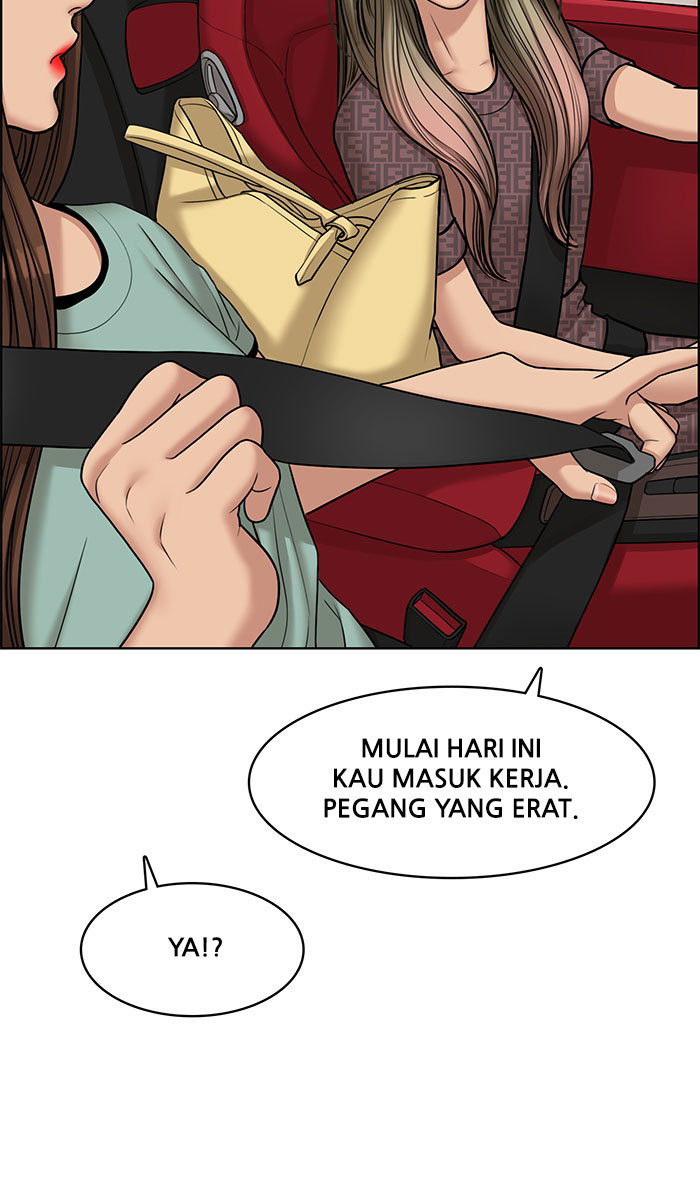 MULAI HARI INI
KAU MASUK KERJA.
PEGANG YANG ERAT.
YA!?